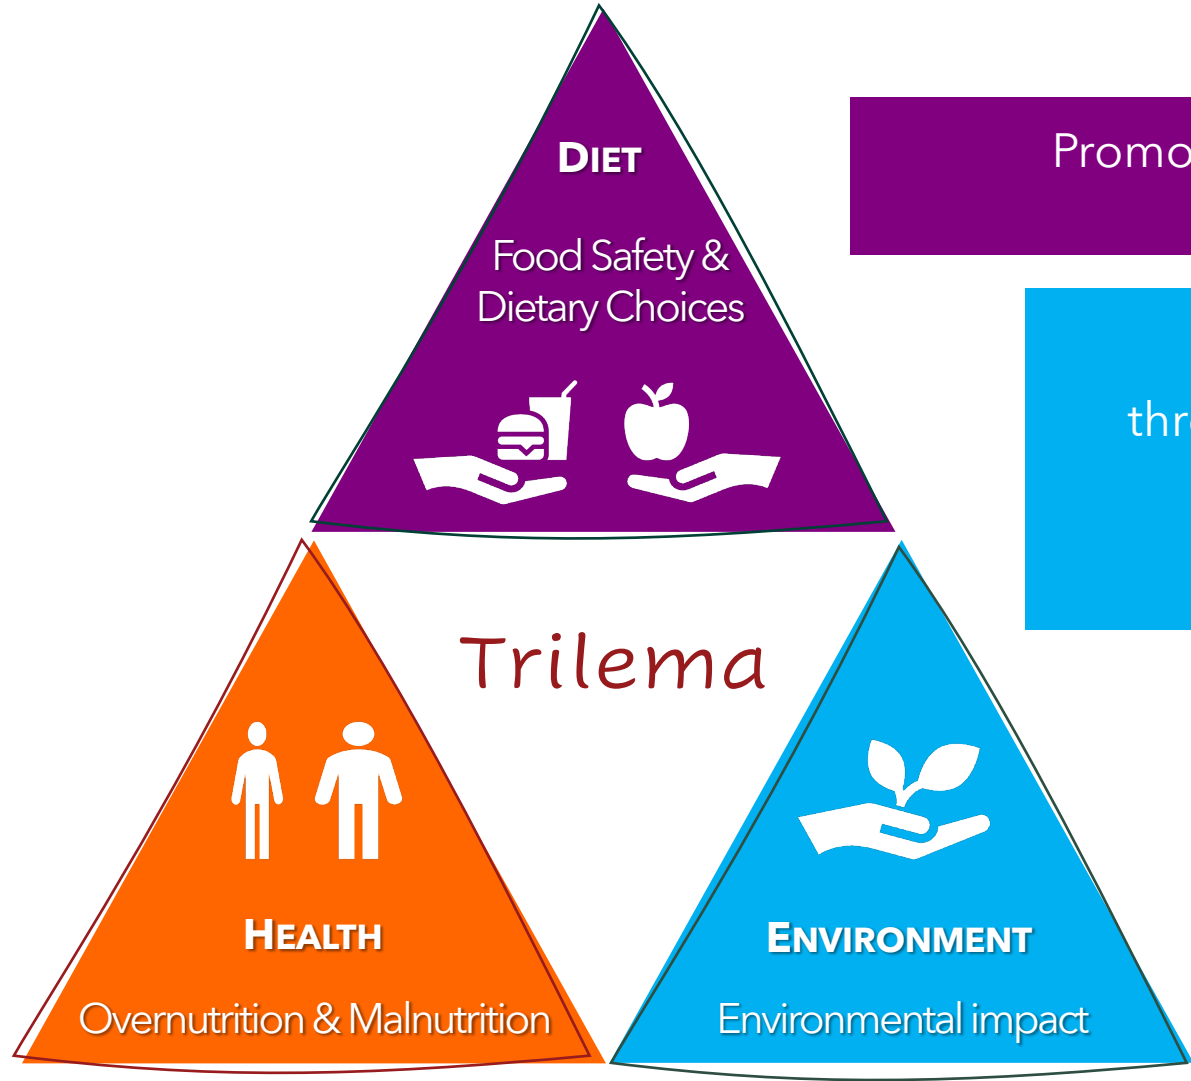 DIET
Food Safety &
Dietary Choices
Trilema
HEALTH
Overnutrition & Malnutrition
ENVIRONMENT
Environmental impact